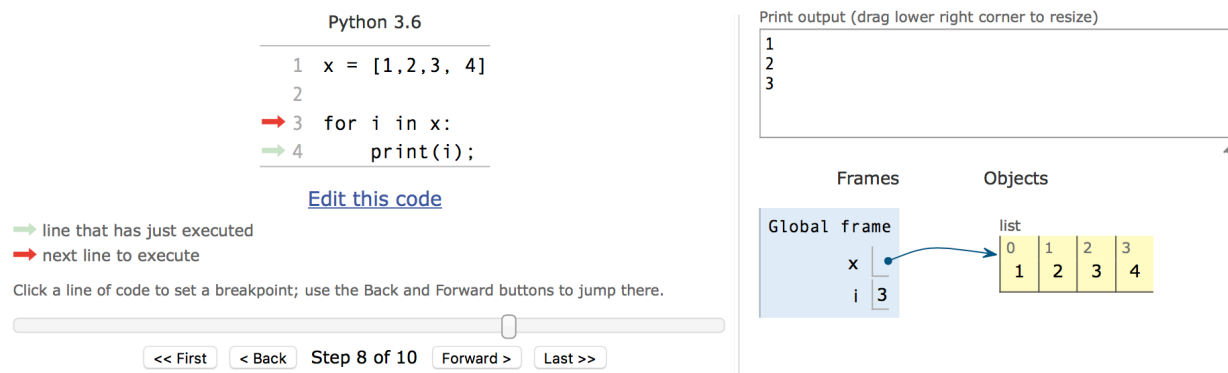 Python 3.6
1 x = [1,2,3, 4]
2
3 for i in x:
4     print(i);
Edit this code
line that has just executed
next line to execute
Click a line of code to set a breakpoint; use the Back and Forward buttons to jump there.
<< First < Back Step 8 of 10 Forward > Last >>
Print output (drag lower right corner to resize)
1
2
3
Frames Objects
Global frame
x
i 3
list
0 1 2 3
1 2 3 4